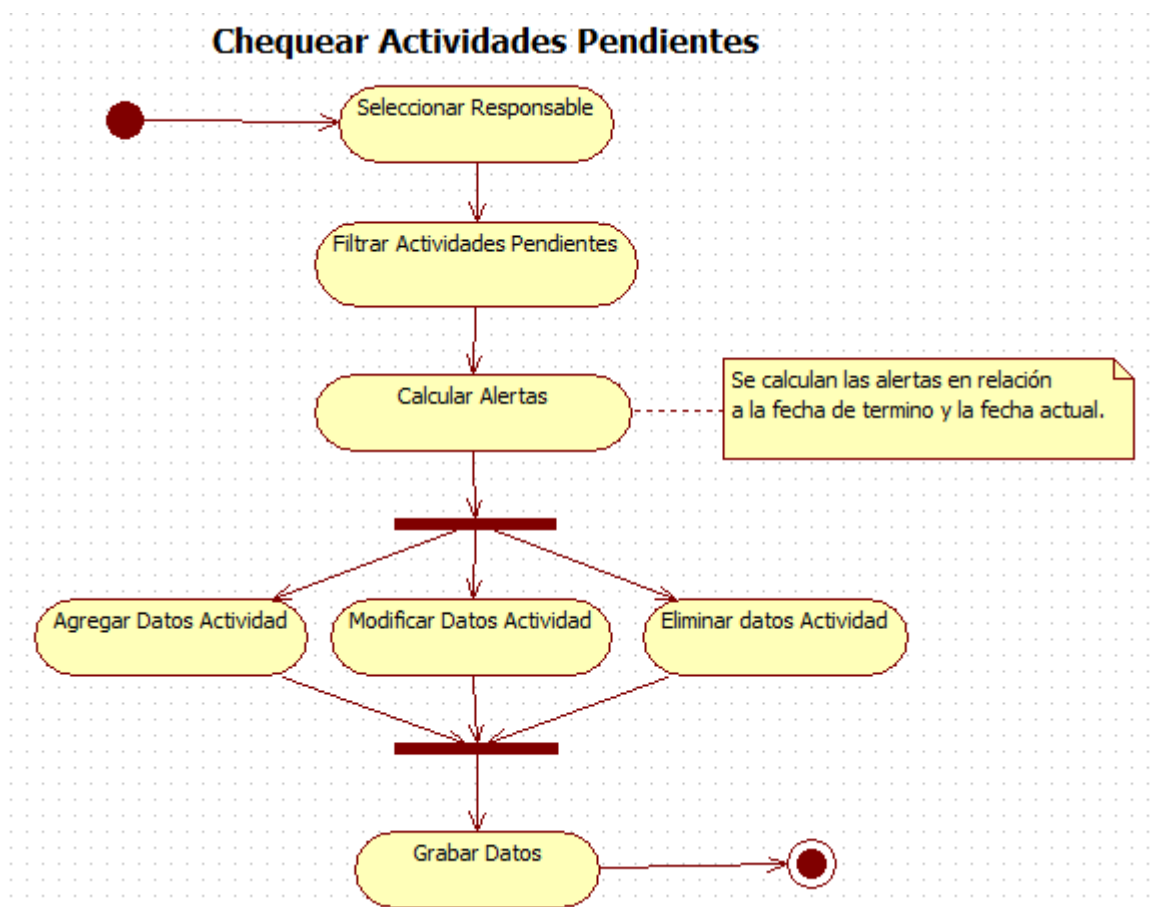 Chequear Actividades Pendientes
Seleccionar Responsable
Filtrar Actividades Pendientes
Calcular Alertas
Se calculan las alertas en relación
a la fecha de termino y la fecha actual.
Agregar Datos Actividad
Modificar Datos Actividad
Eliminar datos Actividad
Grabar Datos